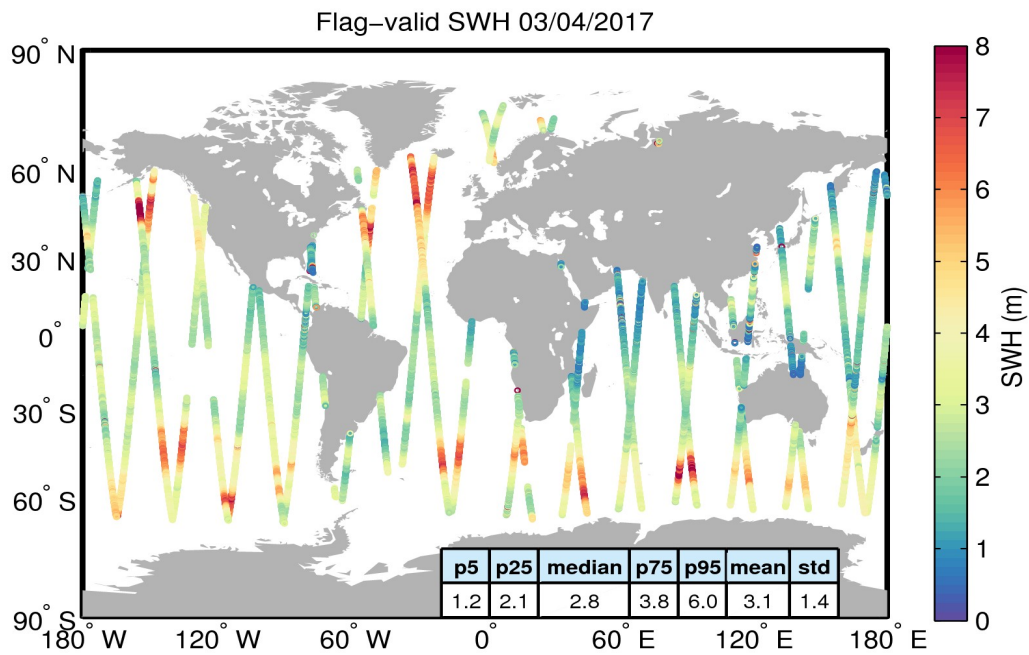 Flag−valid SWH 03/04/2017
90° N
60° N
30° N
0°
30° S
60° S
90° S
180° W
120° W
60° W
0°
60° E
120° E
180° E
p5 p25 median p75 p95 mean std
1.2 2.1 2.8 3.8 6.0 3.1 1.4
8
7
6
5
4
3
2
1
0
SWH (m)